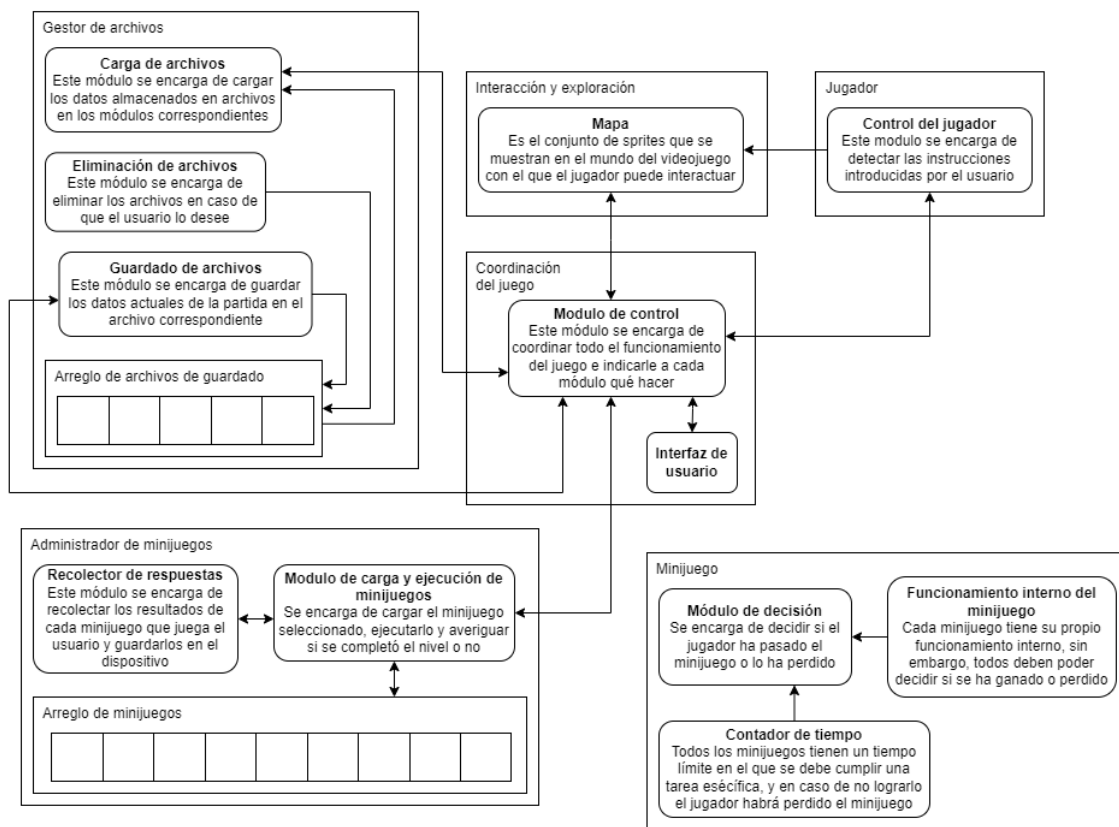 Gestor de archivos
Carga de archivos
Este módulo se encarga de cargar
los datos almacenados en archivos
en los módulos correspondientes
Eliminación de archivos
Este módulo se encarga de
eliminar los archivos en caso de
que el usuario lo desee
Guardado de archivos
Este módulo se encarga de guardar
los datos actuales de la partida en el
archivo correspondiente
Arreglo de archivos de guardado
Interacción y exploración
Mapa
Es el conjunto de sprites que se
muestran en el mundo del videojuego
con el que el jugador puede interactuar
Jugador
Control del jugador
Este modulo se encarga de
detectar las instrucciones
introducidas por el usuario
Coordinación
del juego
Modulo de control
Este módulo se encarga de
coordinar todo el funcionamiento
del juego e indicarle a cada
módulo qué hacer
Interfaz de
usuario
Administrador de minijuegos
Recolector de respuestas
Este módulo se encarga de
recolectar los resultados de
cada minijuego que juega el
usuario y guardarlos en el
dispositivo
Modulo de carga y ejecución de
minijuegos
Se encarga de cargar el minijuego
seleccionado, ejecutarlo y averiguar
si se completó el nivel o no
Arreglo de minijuegos
Minijuego
Módulo de decisión
Se encarga de decidir si el
jugador ha pasado el
minijuego o lo ha perdido
Funcionamiento interno del
minijuego
Cada minijuego tiene su propio
funcionamiento interno, sin
embargo, todos deben poder
decidir si se ha ganado o perdido
Contador de tiempo
Todos los minijuegos tienen un tiempo
límite en el que se debe cumplir una
tarea esécífica, y en caso de no lograrlo
el jugador habrá perdido el minijuego